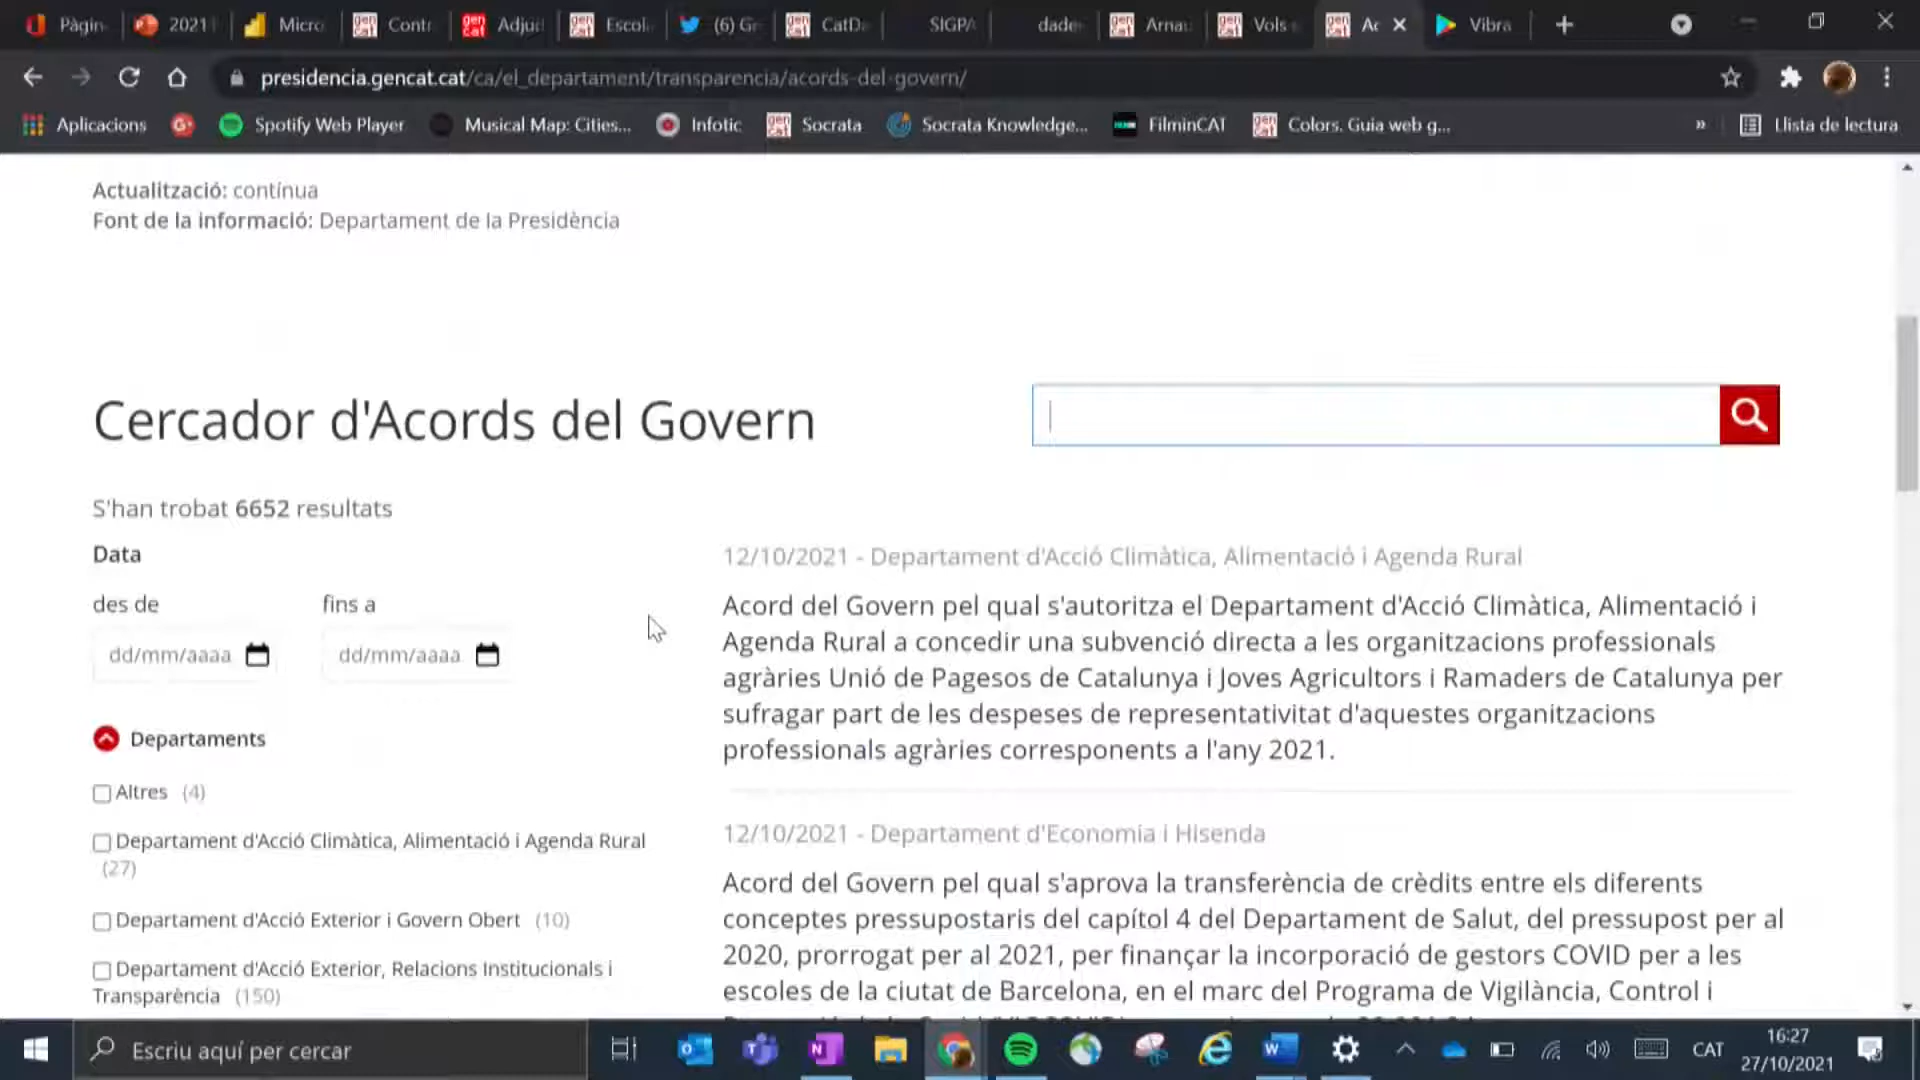 Pàgin
2021
Micro
Contr
Adjud
Escol
(6) G
CatD
SIGPA
dade
Arnau
Vols
Ac
Vibra
presidencia.gencat.cat/ca/el_departament/transparencia/acords-del-govern/
Aplicacions
Spotify Web Player
Musical Map: Cities...
Infotic
Socrata
Socrata Knowledge...
FilminCAT
Colors. Guia web g...
»
Llista de lectura
Actualització: contínua
Font de la informació: Departament de la Presidència
Cercador d'Acords del Govern
S'han trobat 6652 resultats
Data
des de
fins a
dd/mm/aaaa
dd/mm/aaaa
Departaments
Altres (4)
Departament d'Acció Climàtica, Alimentació i Agenda Rural
(27)
Departament d'Acció Exterior i Govern Obert (10)
Departament d'Acció Exterior, Relacions Institucionals i
Transparència (150)
12/10/2021 - Departament d'Acció Climàtica, Alimentació i Agenda Rural
Acord del Govern pel qual s'autoritza el Departament d'Acció Climàtica, Alimentació i
Agenda Rural a concedir una subvenció directa a les organitzacions professionals
agràries Unió de Pagesos de Catalunya i Joves Agricultors i Ramaders de Catalunya per
sufragar part de les despeses de representativitat d'aquestes organitzacions
professionals agràries corresponents a l'any 2021.
12/10/2021 - Departament d'Economia i Hisenda
Acord del Govern pel qual s'aprova la transferència de crèdits entre els diferents
conceptes pressupostaris del capítol 4 del Departament de Salut, del pressupost per al
2020, prorrogat per al 2021, per finançar la incorporació de gestors COVID per a les
escoles de la ciutat de Barcelona, en el marc del Programa de Vigilància, Control i
Escriu aquí per cercar
CAT
16:27
27/10/2021